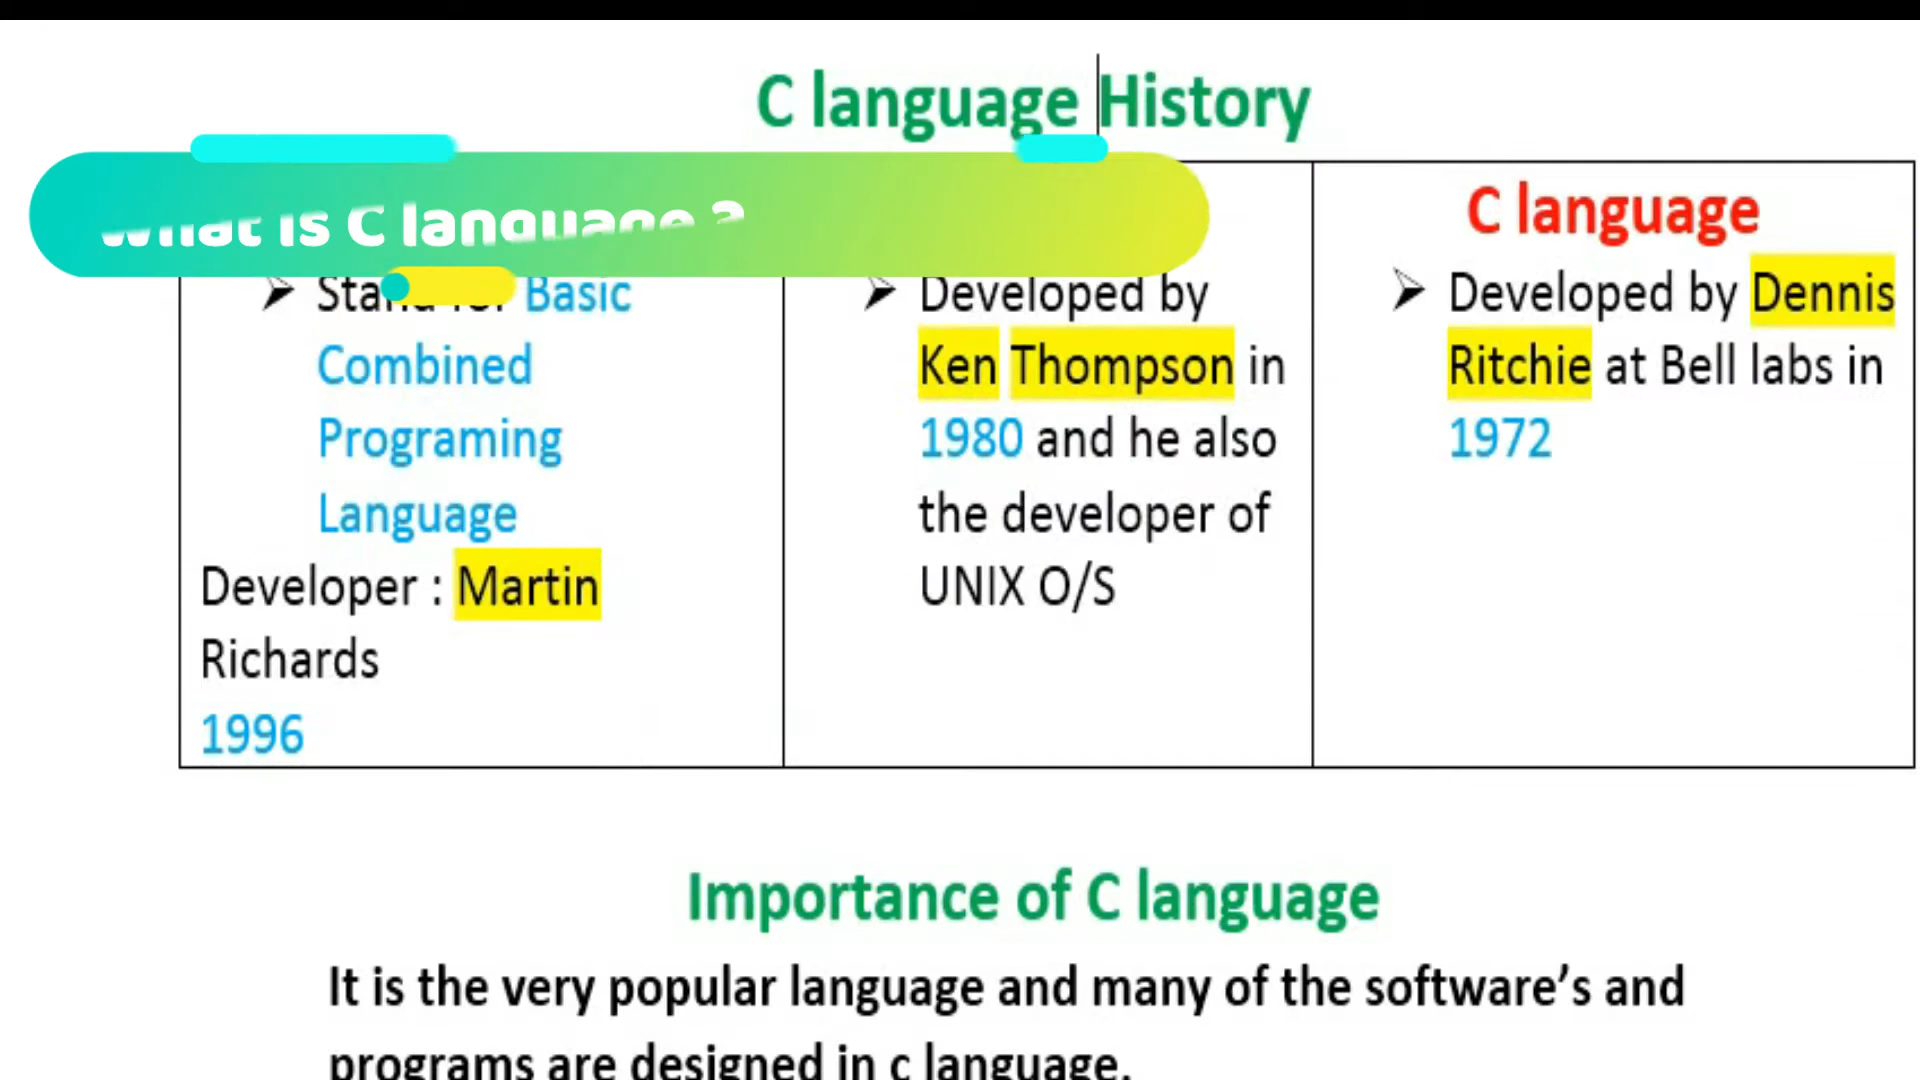 C language History
What is C language ?
Stand for Basic
Combined
Programing
Language
Developer : Martin
Richards
1996
Developed by
Ken Thompson in
1980 and he also
the developer of
UNIX O/S
C language
Developed by Dennis
Ritchie at Bell labs in
1972
Importance of C language
It is the very popular language and many of the software’s and
programs are designed in c language.